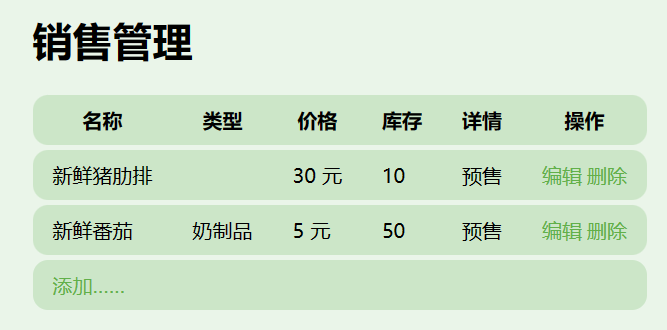 销售管理
名称 类型 价格 库存 详情 操作
新鲜猪肋排 30 元 10 预售 编辑 删除
新鲜番茄 奶制品 5 元 50 预售 编辑 删除
添加……